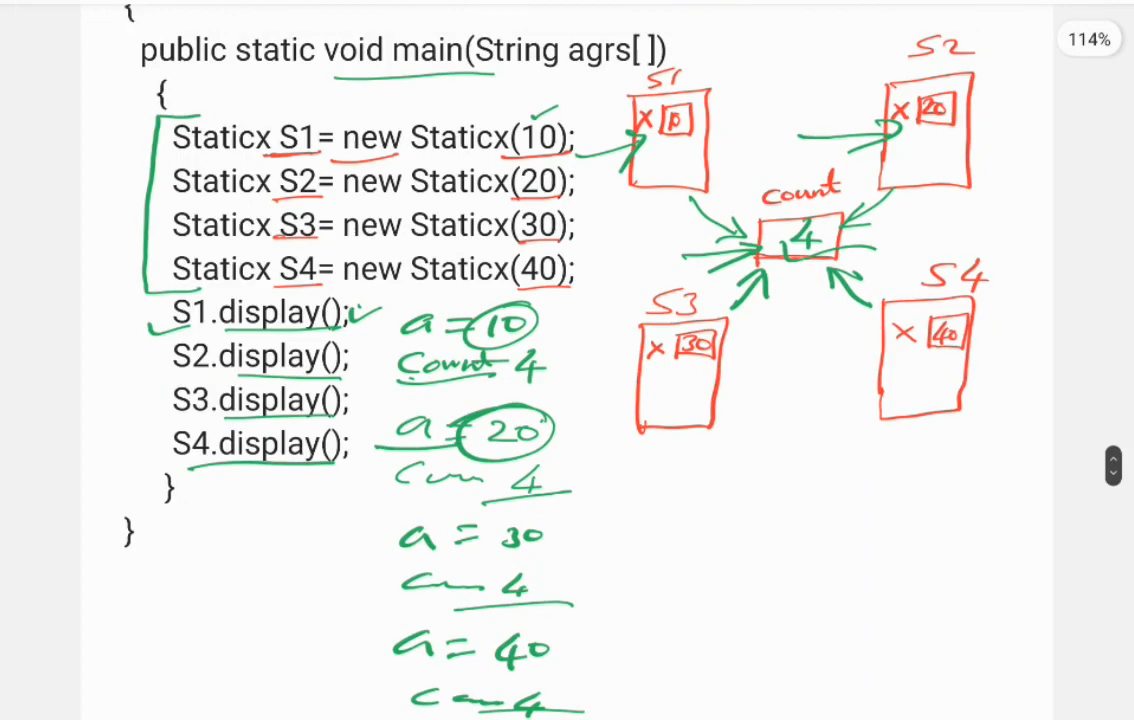 {
public static void main(String agrs[ ])
{
Staticx S1= new Staticx(10);
Staticx S2= new Staticx(20);
Staticx S3= new Staticx(30);
Staticx S4= new Staticx(40);
S1.display();
S2.display();
S3.display();
S4.display();
}
}
a = 10
Count 4
a = 20
4
a = 30
4
a = 40
4
S1
X 10
S2
X 20
count
4
S3
X 30
S4
X 40
114%